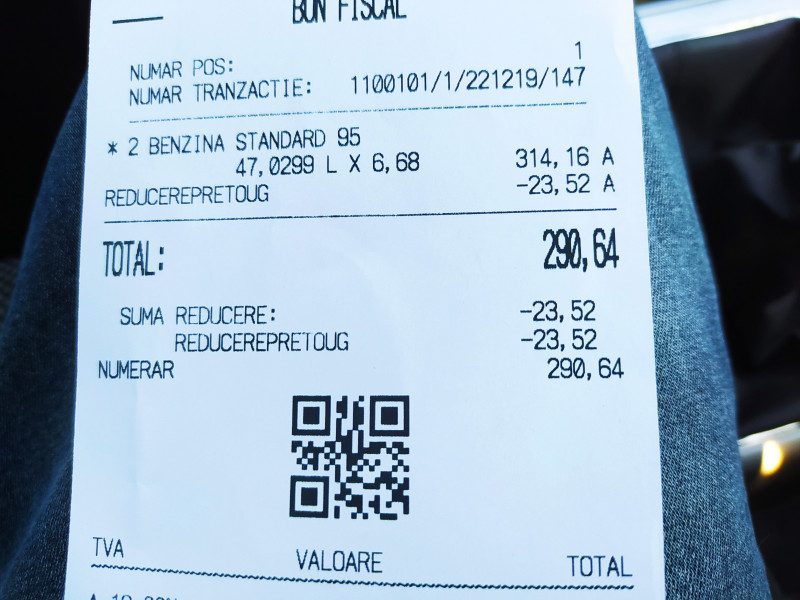 BON FISCAL
NUMAR POS: 1
NUMAR TRANZACTIE: 1100101/1/221219/147
* 2 BENZINA STANDARD 95
47,0299 L X 6,68 314,16 A
REDUCEREPRETOUG -23,52 A
TOTAL: 290,64
SUMA REDUCERE: -23,52
REDUCEREPRETOUG -23,52
NUMERAR 290,64
TVA VALOARE TOTAL